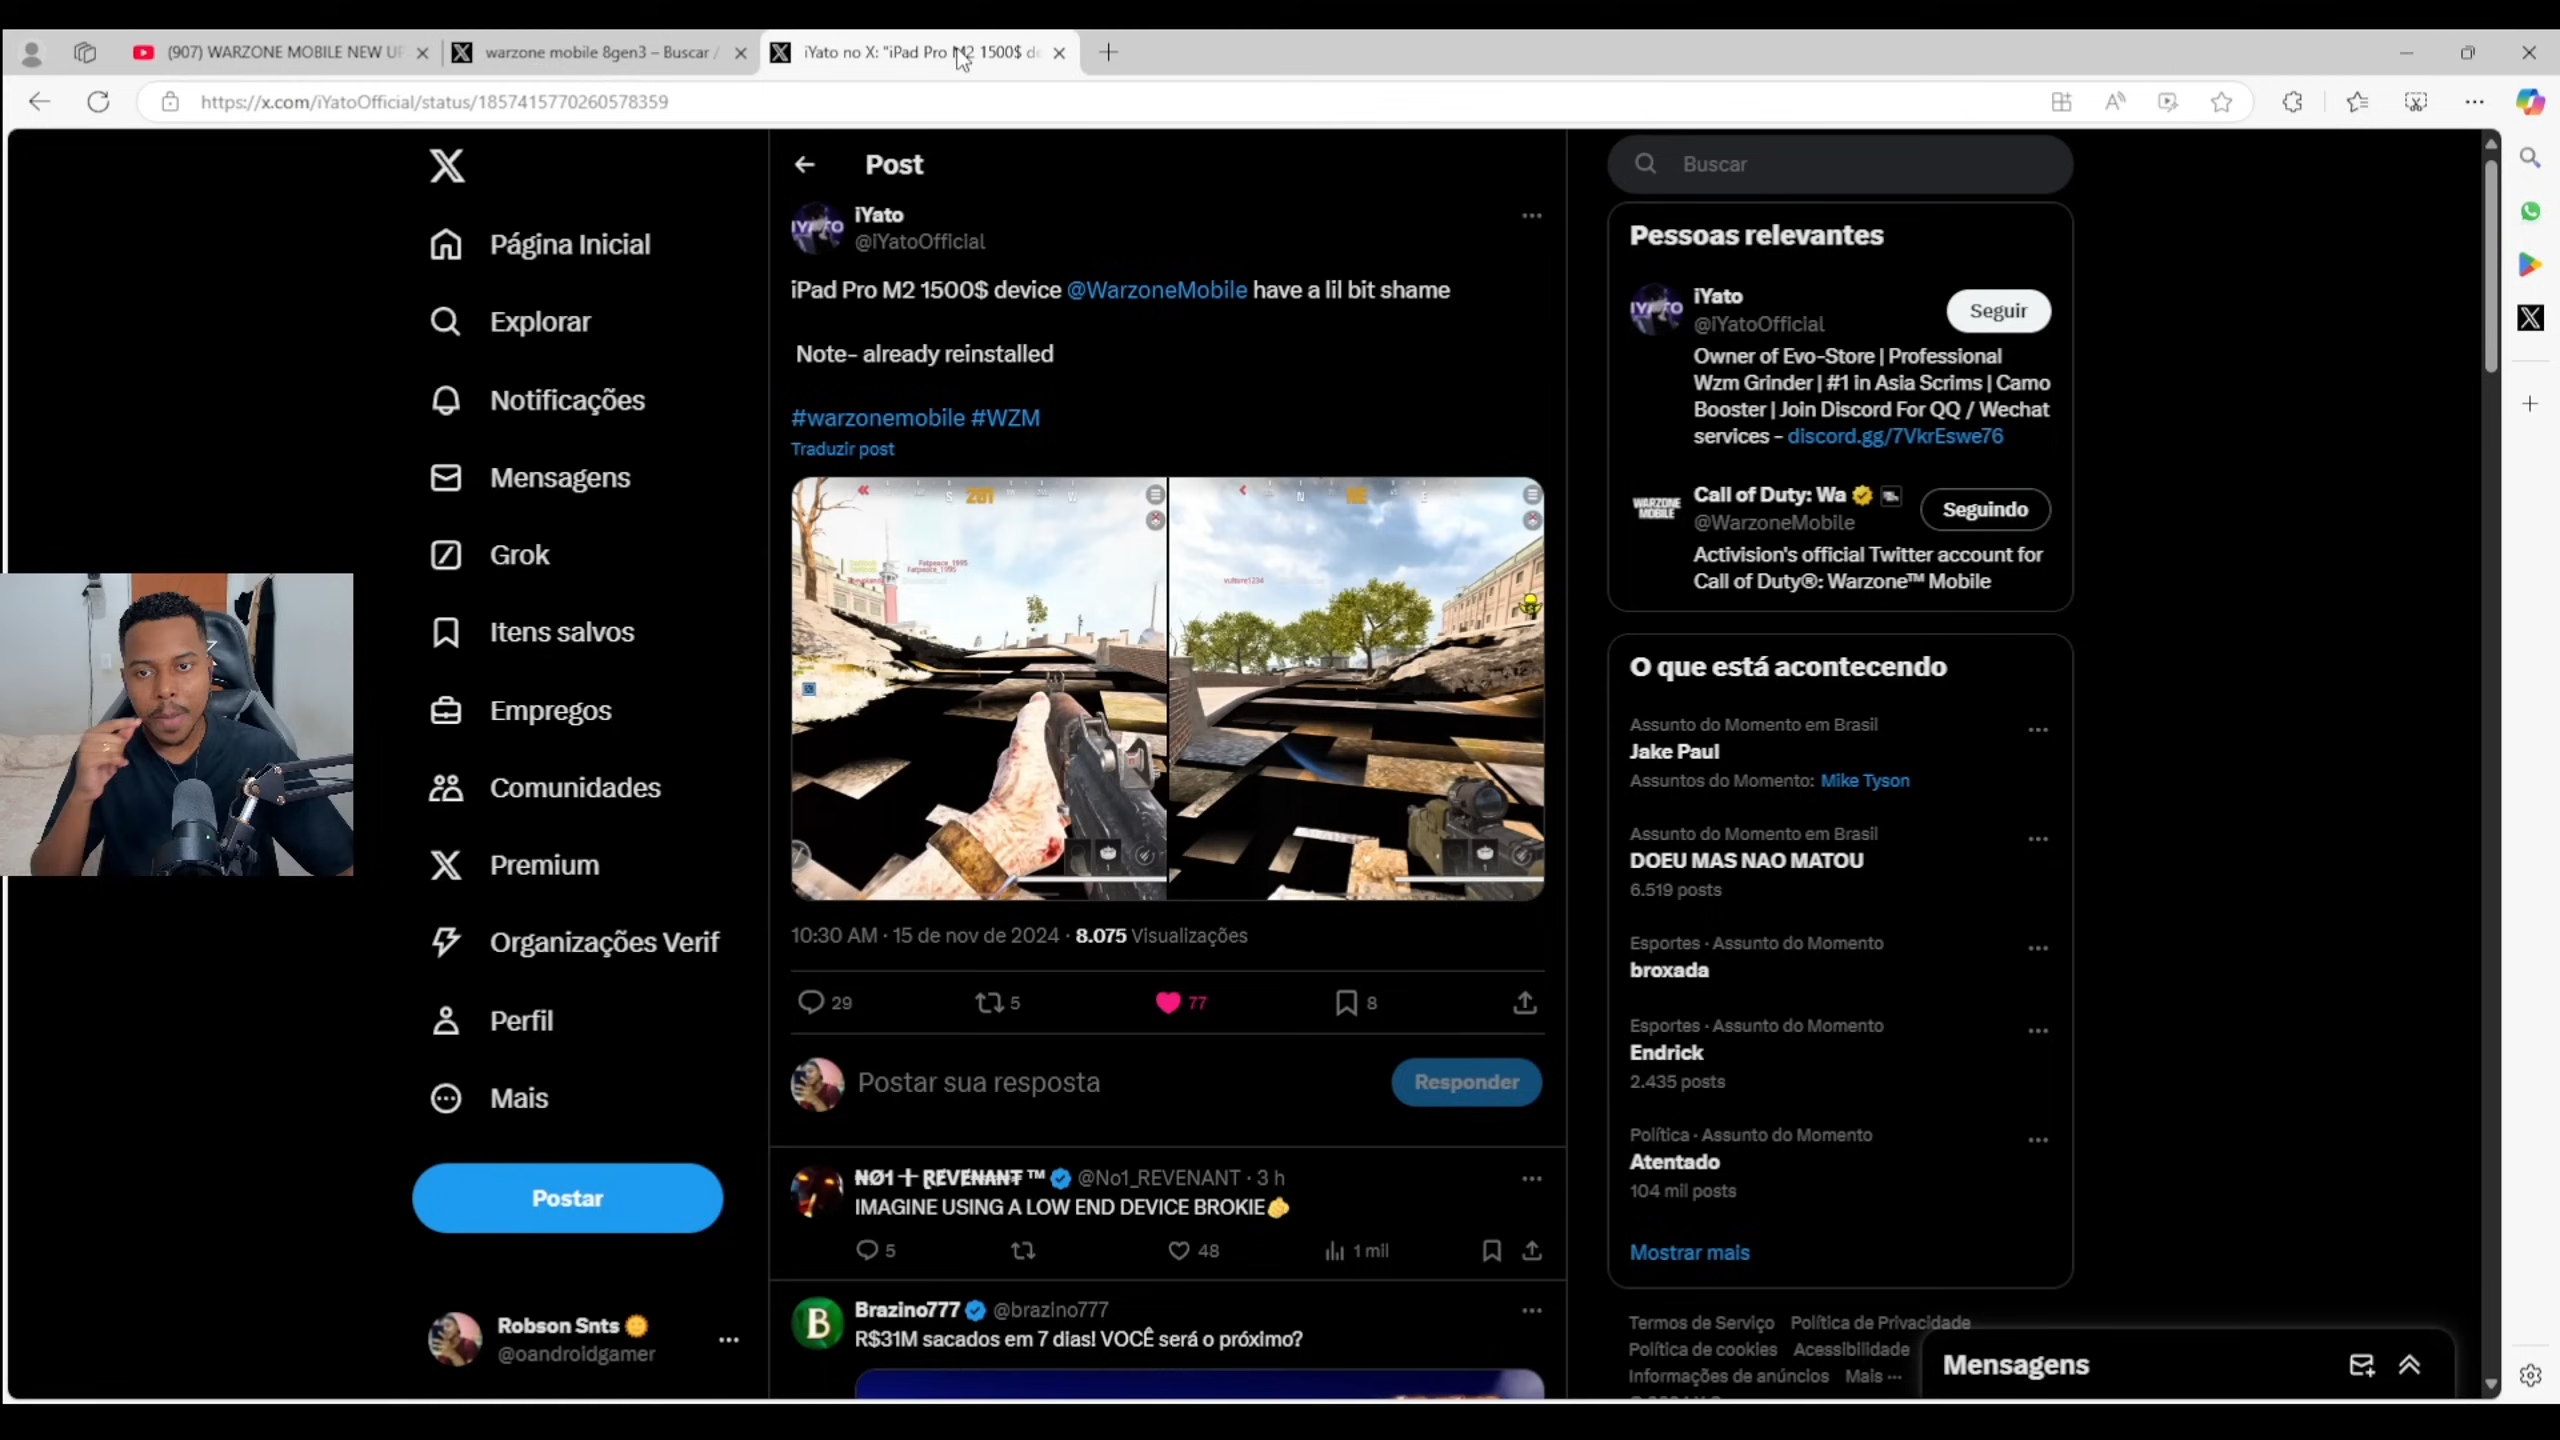 (907) WARZONE MOBILE NEW UP
warzone mobile 8gen3 – Buscar /
iYato no X: "iPad Pro M2 1500$ de
https://x.com/iYatoOfficial/status/1857415770260578359
Página Inicial
Explorar
Notificações
Mensagens
Grok
Itens salvos
Empregos
Comunidades
Premium
Organizações Verif
Perfil
Mais
Postar
Robson Snts
@oandroidgamer
Post
iYato
@iYatoOfficial
iPad Pro M2 1500$ device @WarzoneMobile have a lil bit shame
Note- already reinstalled
#warzonemobile #WZM
Traduzir post
S 201 W
Fatpeace_1995
Fatpeace_1995
N NE E
vulture1234
10:30 AM · 15 de nov de 2024 · 8.075 Visualizações
29 5 77 8
Postar sua resposta
Responder
NØ1 REVENANT ™ @No1_REVENANT · 3 h
IMAGINE USING A LOW END DEVICE BROKIE
5 48 1 mil
Brazino777 @brazino777
R$31M sacados em 7 dias! VOCÊ será o próximo?
Buscar
Pessoas relevantes
iYato
@iYatoOfficial
Seguir
Owner of Evo-Store | Professional
Wzm Grinder | #1 in Asia Scrims | Camo
Booster | Join Discord For QQ / Wechat
services - discord.gg/7VkrEswe76
WARZONE
MOBILE
Call of Duty: Wa
@WarzoneMobile
Seguindo
Activision's official Twitter account for
Call of Duty®: Warzone™ Mobile
O que está acontecendo
Assunto do Momento em Brasil
Jake Paul
Assuntos do Momento: Mike Tyson
Assunto do Momento em Brasil
DOEU MAS NAO MATOU
6.519 posts
Esportes · Assunto do Momento
broxada
Esportes · Assunto do Momento
Endrick
2.435 posts
Política · Assunto do Momento
Atentado
104 mil posts
Mostrar mais
Termos de Serviço Política de Privacidade
Política de cookies Acessibilidade
Informações de anúncios Mais ···
Mensagens